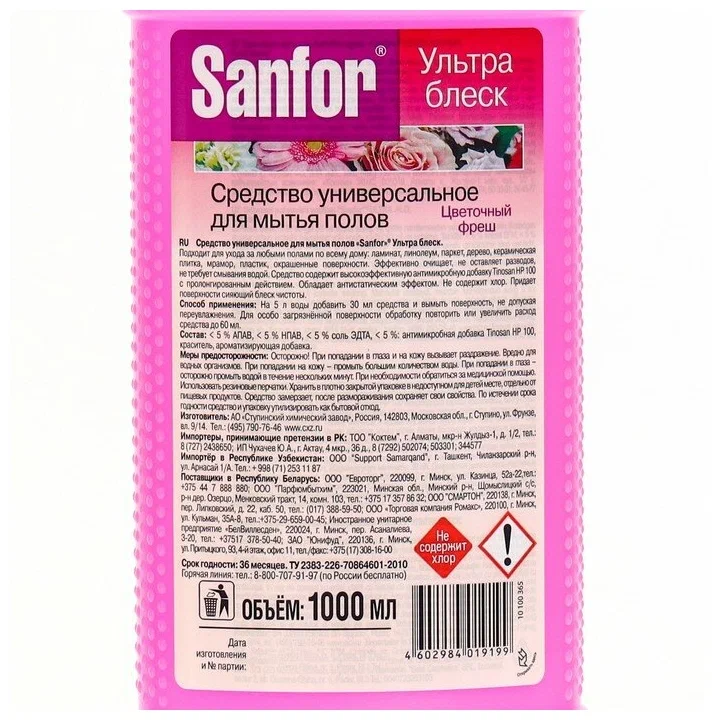 Sanfor®
Ультра
блеск
Средство универсальное
для мытья полов
Цветочный
фреш
RU Средство универсальное для мытья полов «Sanfor»® Ультра блеск.
Подходит для ухода за любыми полами по всему дому: ламинат, линолеум, паркет, дерево, керамическая
плитка, мрамор, пластик, окрашенные поверхности. Эффективно очищает, не оставляет разводов,
не требует смывания водой. Средство содержит высокоэффективную антимикробную добавку Tinosan HP 100
с пролонгированным действием. Обладает антистатическим эффектом. Не содержит хлор. Придает
поверхности сияющий блеск чистоты.
Способ применения: На 5 л воды добавить 30 мл средства и вымыть поверхность, не допуская
переувлажнения. Для особо загрязнённой поверхности обработку повторить или увеличить расход
средства до 60 мл.
Состав: < 5 % АПАВ, < 5 % НПАВ, < 5 % соль ЭДТА, < 5 %: антимикробная добавка Tinosan HP 100,
краситель, ароматизирующая добавка.
Меры предосторожности: Осторожно! При попадании в глаза и на кожу вызывает раздражение. Вредно для
водных организмов. При попадании на кожу – промыть большим количеством воды. При попадании в глаза –
осторожно промыть водой в течение нескольких минут. При необходимости обратиться за медицинской помощью.
Использовать резиновые перчатки. Хранить в плотно закрытой упаковке в недоступном для детей месте, отдельно от
пищевых продуктов. Средство замерзает, после размораживания сохраняет свои свойства. По истечении срока
годности средство и упаковку утилизировать как бытовой отход.
Изготовитель: АО «Ступинский химический завод», Россия, 142803, Московская обл., г. Ступино, ул. Фрунзе,
вл. 9/14. Тел.: (495) 790-76-46 www.cxz.ru
Импортеры, принимающие претензии в РК: ТОО "Коктем", г. Алматы, мкр-н Жулдыз-1, д. 1/2, тел.:
8 (727) 2438650; ИП Чухачев Ю.А., г. Актау, 4 мкр., 36 д., 8 (7292) 502074; 503301; 344577
Импортёр в Республике Узбекистан: ООО "Support Samarqand", г. Ташкент, Чиланзарский р-н,
ул. Арнасай 1/А. Тел.: + 998 (71) 253 11 87
Поставщики в Республику Беларусь: ООО "Евроторг", 220099, г. Минск, ул. Казинца, 52а-22,тел.:
+375 44 7 888 880; ООО "Парфюмбытхим", 223021, Минская обл., Минский р-н, Щомыслицкий с/с,
р-н дер. Озерцо, Меньковский тракт, 14, комн. 103, тел.: +375 17 357 86 32; ООО "СМАРТОН", 220138, г. Минск,
пер. Липковский, д. 22, каб. 50, тел.: (017) 388-59-50; ООО «Торговая компания Ромакс», 220100, г. Минск,
ул. Кульман, 35А-8, тел.:+375-29-659-00-45; Иностранное унитарное
предприятие «БелВиллесден», 220024, г. Минск, пер. Асаналиева,
3-20, тел.: +37517 378-50-40; ЗАО "Юнифуд", 220136, г. Минск,
ул. Притыцкого, 93, 4-й этаж, офис 11, тел./факс: +375 (17) 308-16-00
Срок годности: 36 месяцев. ТУ 2383-226-70864601-2010
Горячая линия: тел.: 8-800-707-91-97 (по России бесплатно)
Не
содержит
хлор
ОБЪЁМ: 1000 мл
Дата
изготовления
и № партии:
4 602984 019199
10 100 365